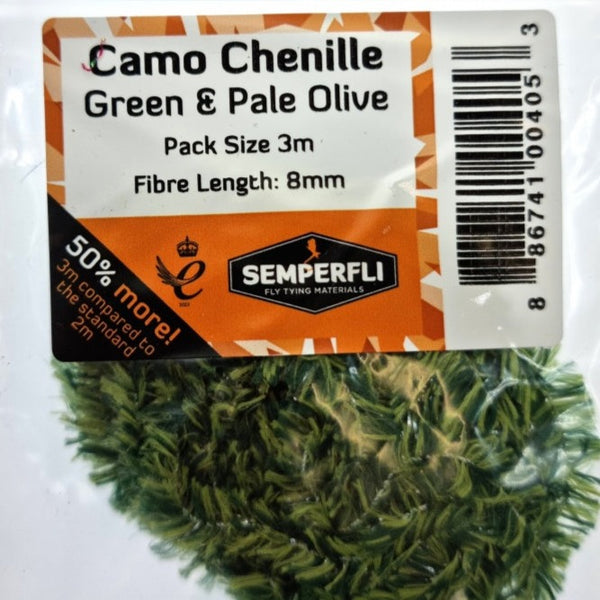 Camo Chenille
Green & Pale Olive
Pack Size 3m
Fibre Length: 8mm
50% more!
3m compared to
the standard
2m
SEMPERFLI
FLY TYING MATERIALS
8 86741 00405 3